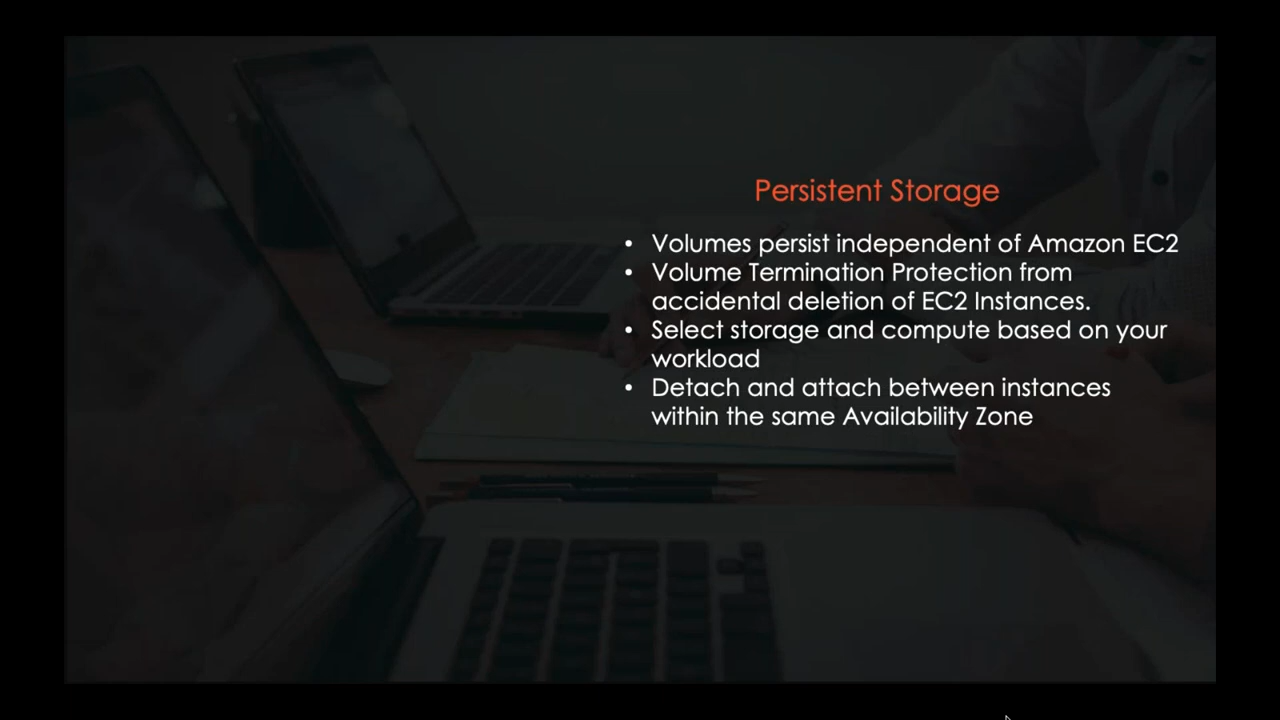 Persistent Storage
• Volumes persist independent of Amazon EC2
• Volume Termination Protection from
accidental deletion of EC2 Instances.
• Select storage and compute based on your
workload
• Detach and attach between instances
within the same Availability Zone